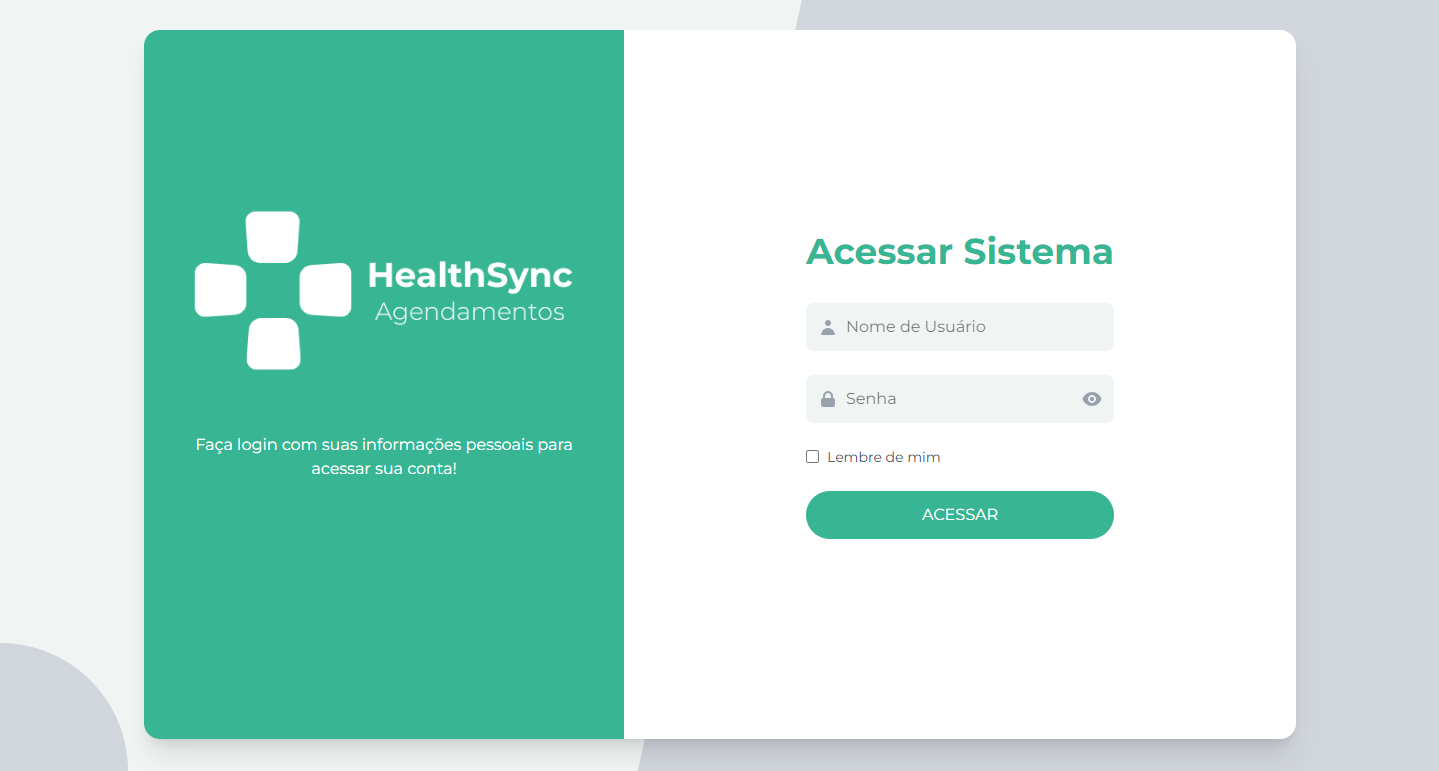 HealthSync
Agendamentos
Faça login com suas informações pessoais para
acessar sua conta!
Acessar Sistema
Nome de Usuário
Senha
Lembre de mim
ACESSAR